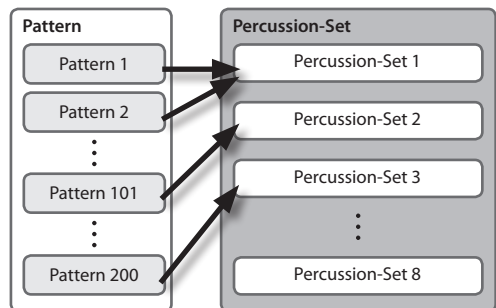 Pattern
Pattern 1
Pattern 2
Pattern 101
Pattern 200
Percussion-Set
Percussion-Set 1
Percussion-Set 2
Percussion-Set 3
Percussion-Set 8